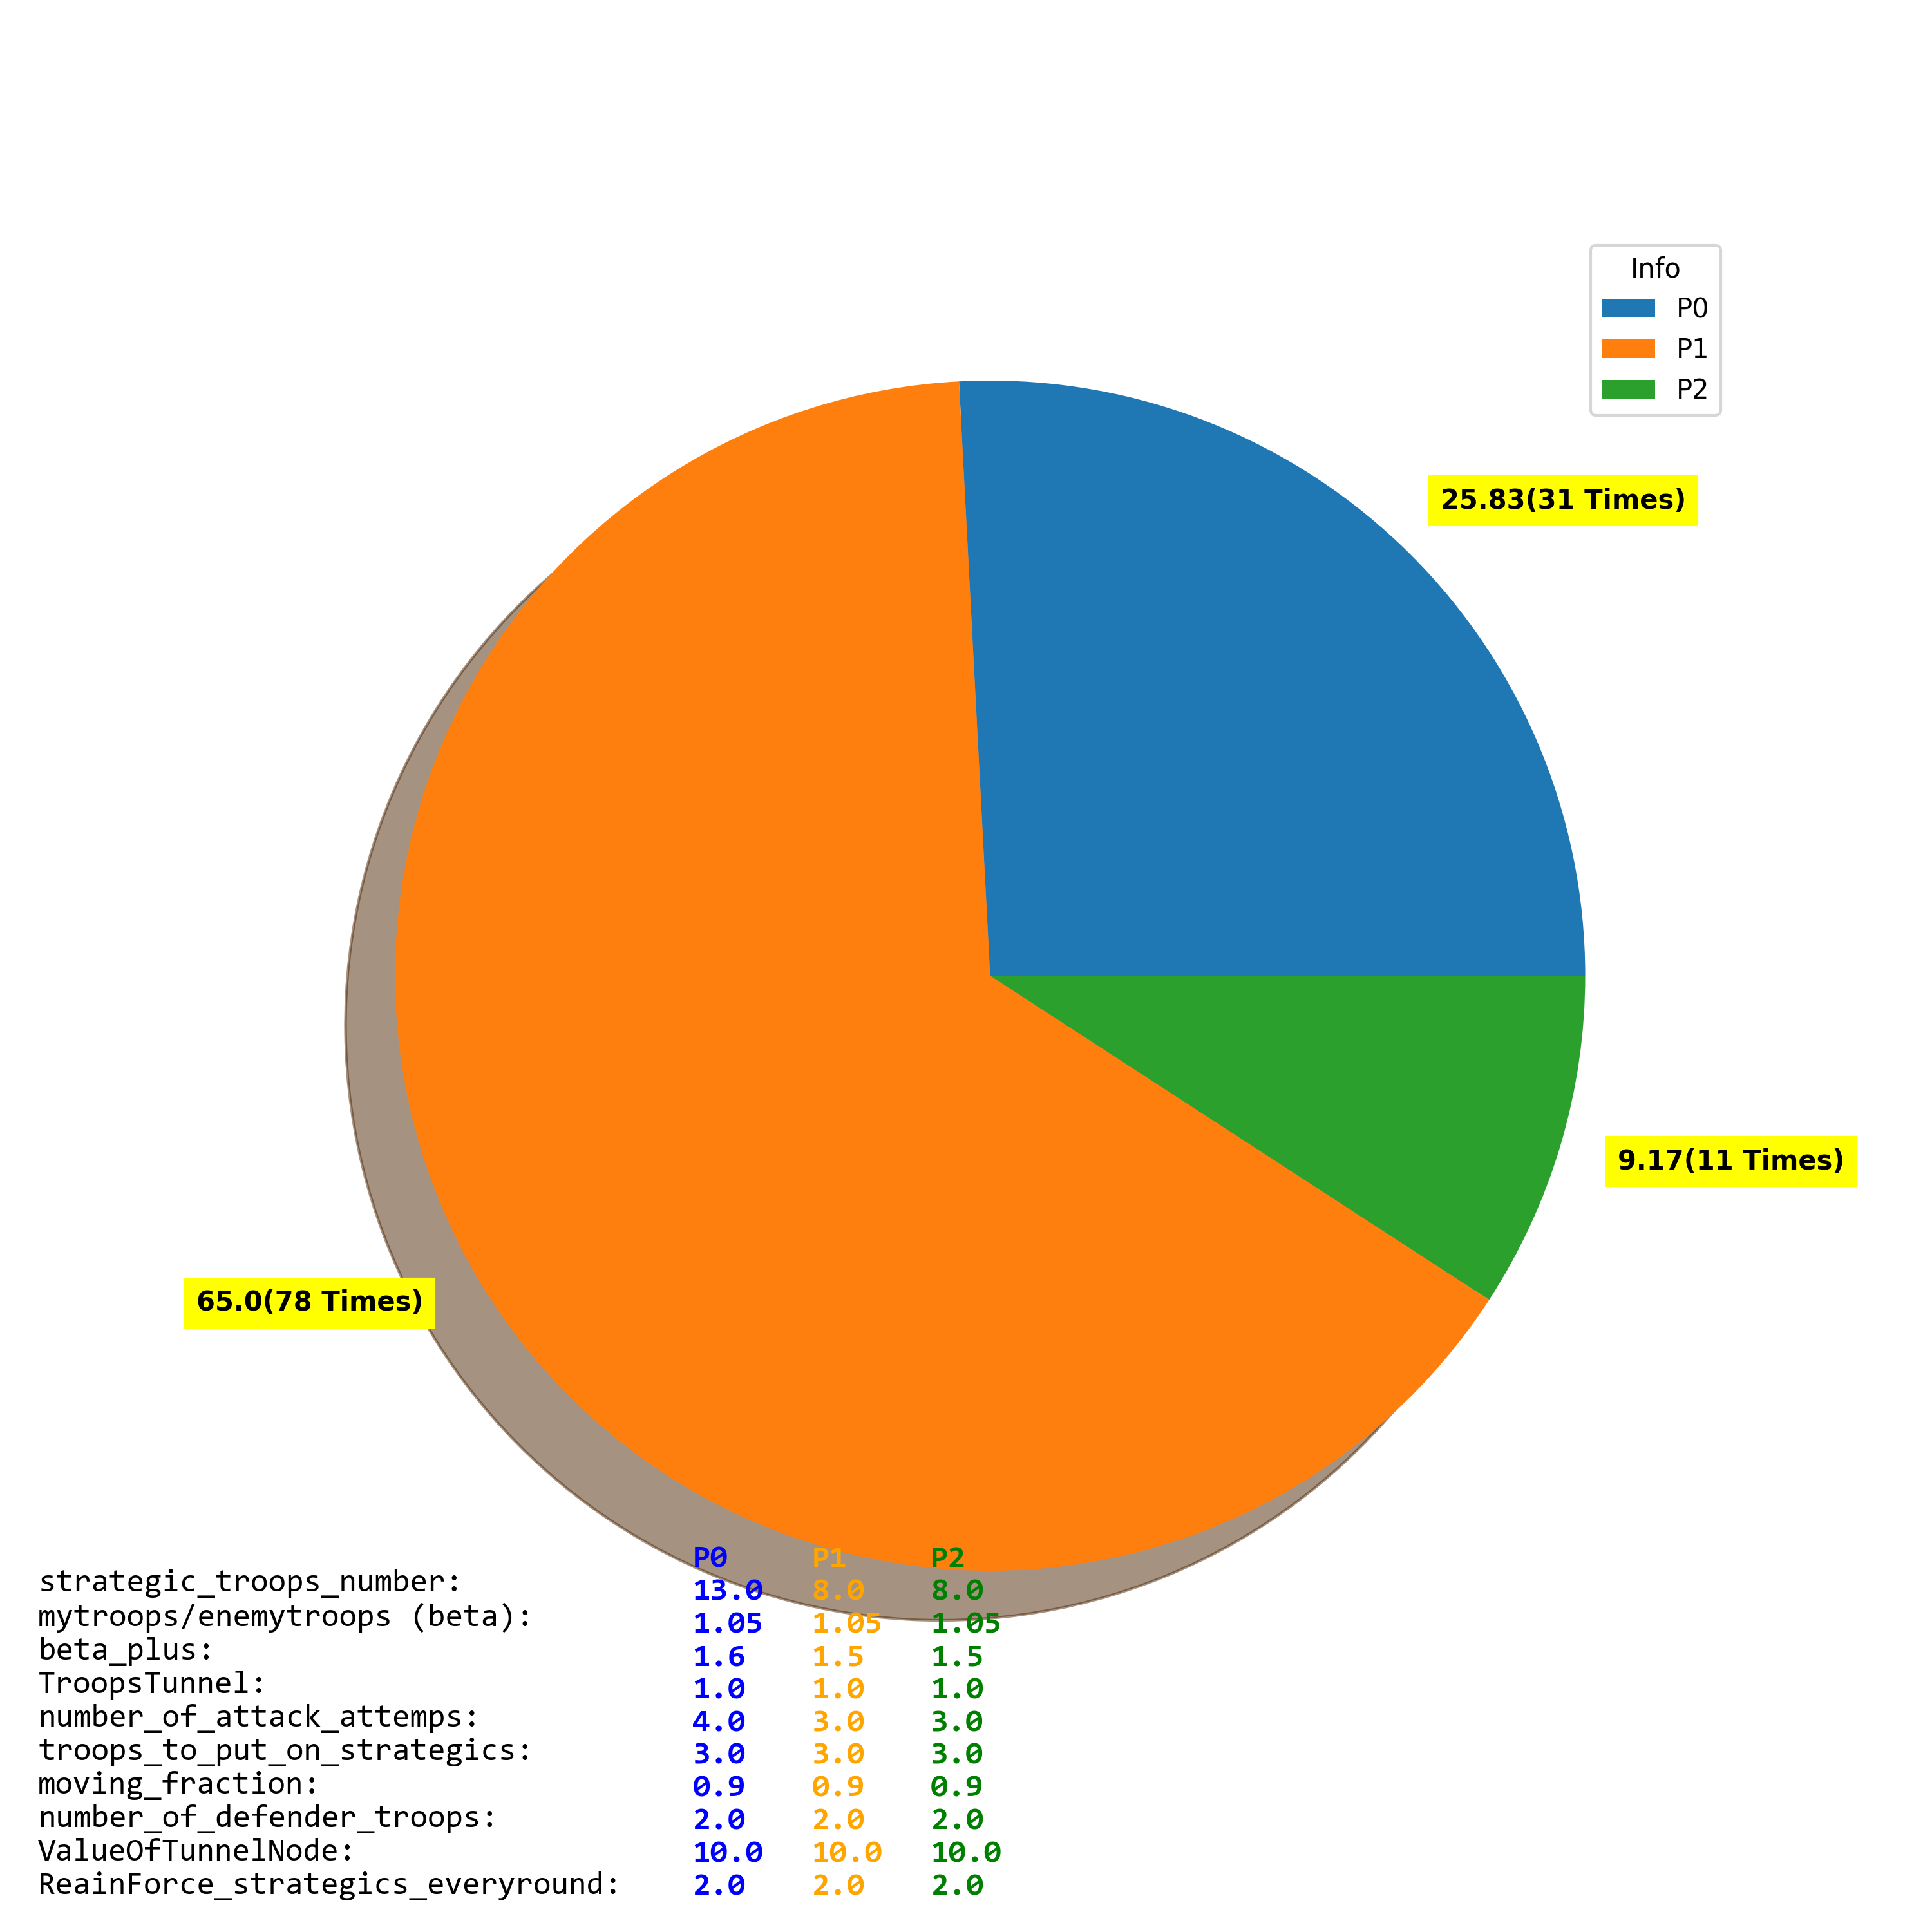 Info
P0
P1
P2
25.83(31 Times)
9.17(11 Times)
65.0(78 Times)
P0 P1 P2
strategic_troops_number: 13.0 8.0 8.0
mytroops/enemytroops (beta): 1.05 1.05 1.05
beta_plus: 1.6 1.5 1.5
TroopsTunnel: 1.0 1.0 1.0
number_of_attack_attemps: 4.0 3.0 3.0
troops_to_put_on_strategics: 3.0 3.0 3.0
moving_fraction: 0.9 0.9 0.9
number_of_defender_troops: 2.0 2.0 2.0
ValueOfTunnelNode: 10.0 10.0 10.0
ReainForce_strategics_everyround: 2.0 2.0 2.0